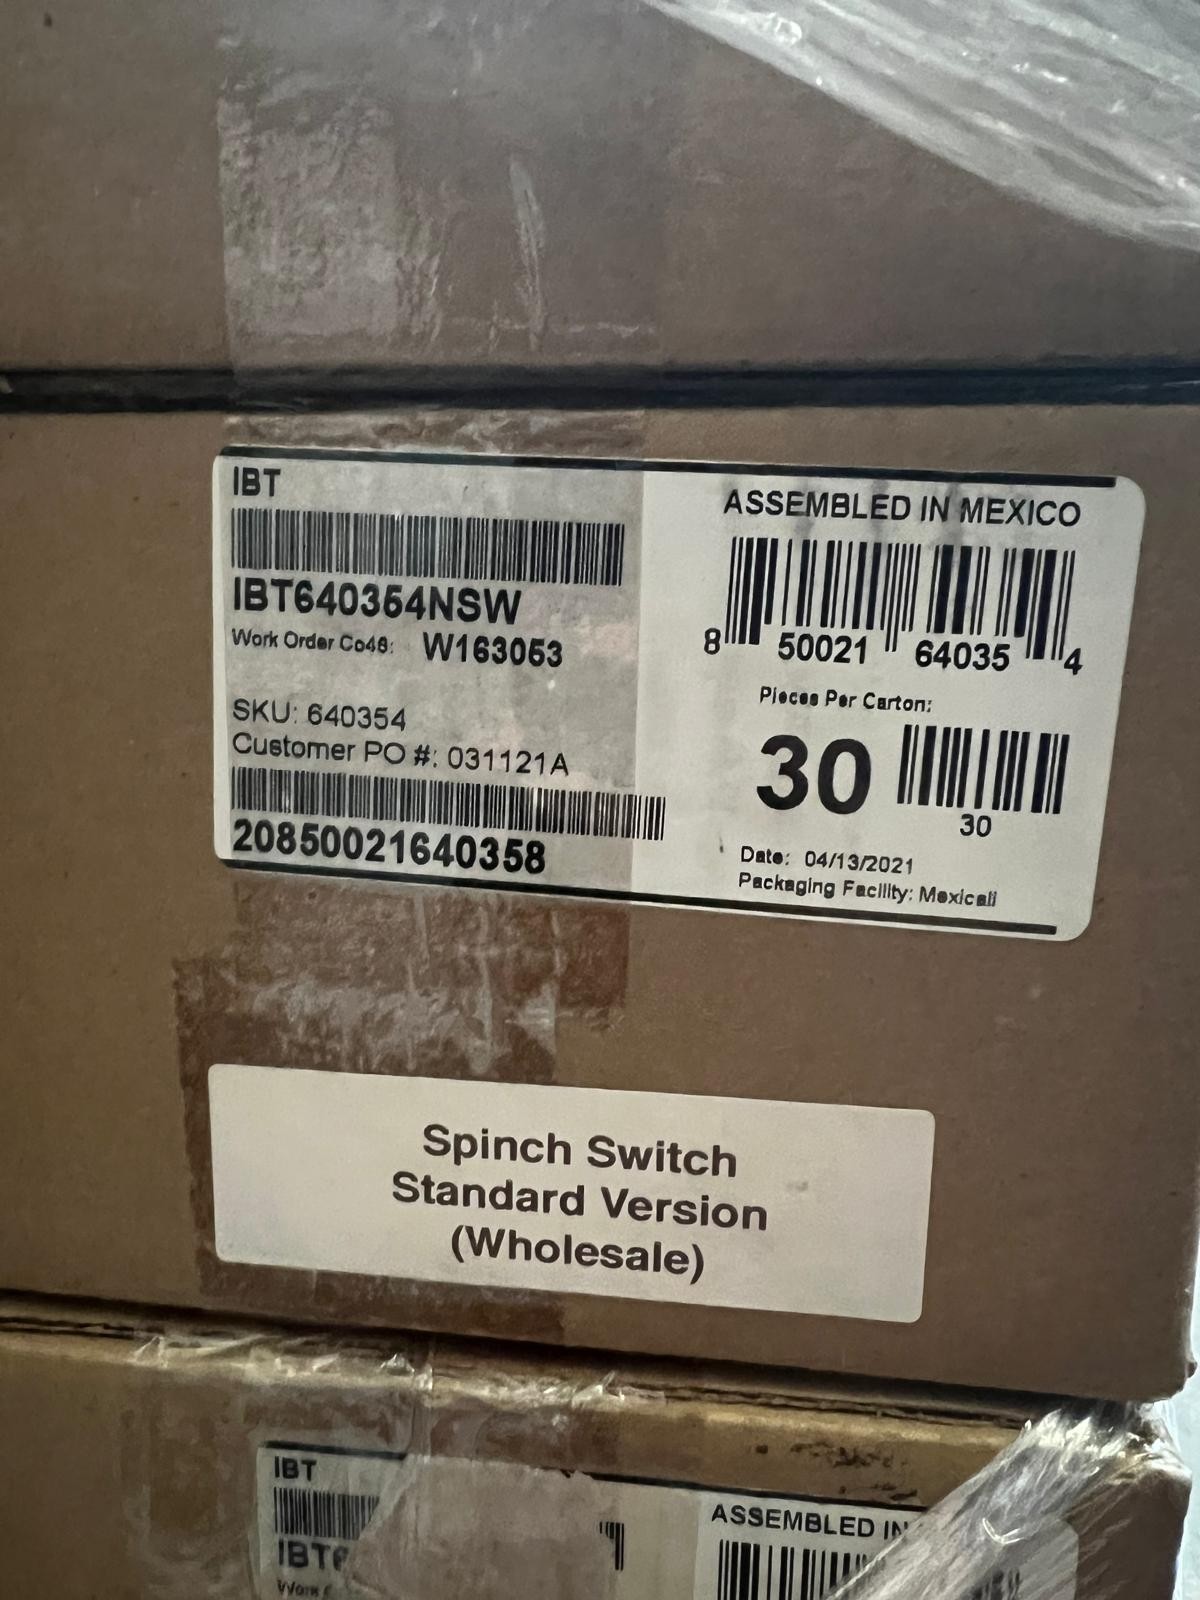 IBT
IBT640354NSW
Work Order Co46: W163053
SKU: 640354
Customer PO #: 031121A
20850021640358
ASSEMBLED IN MEXICO
8 50021 64035 4
Pieces Per Carton:
30
30
Date: 04/13/2021
Packaging Facility: Mexicali
Spinch Switch
Standard Version
(Wholesale)
IBT
ASSEMBLED IN